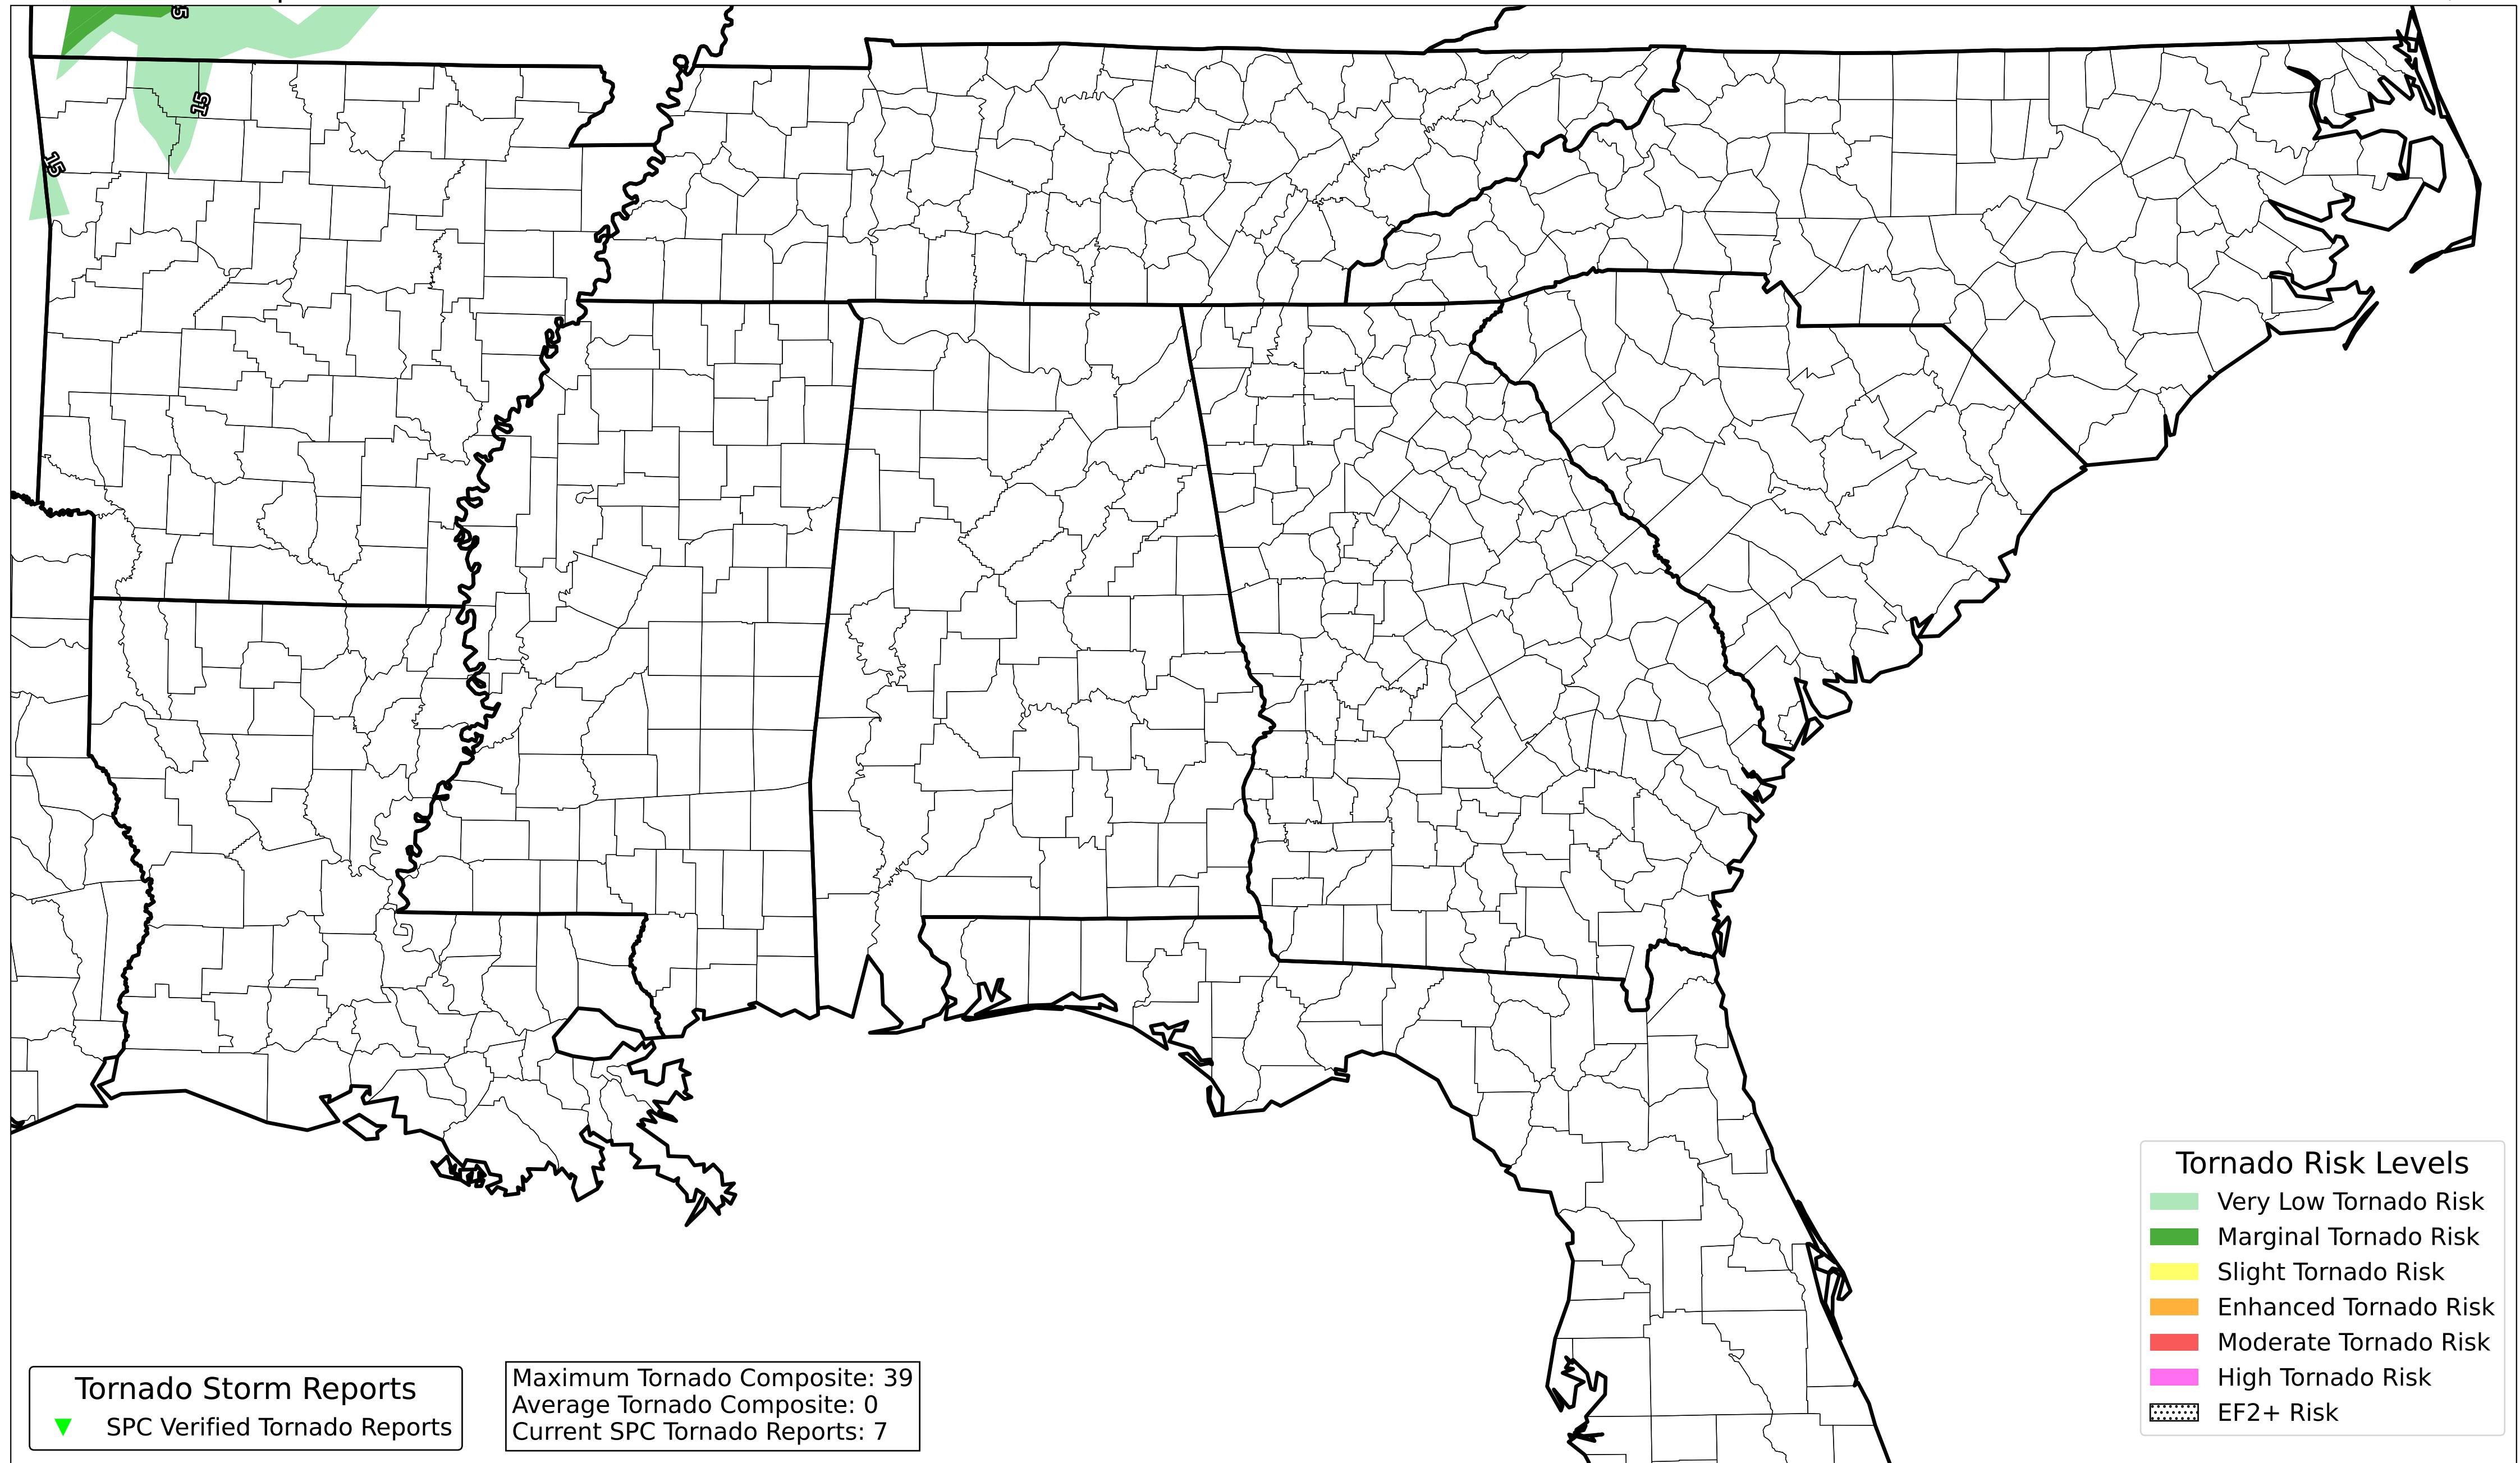 15
15
Tornado Risk Levels
Very Low Tornado Risk
Marginal Tornado Risk
Slight Tornado Risk
Enhanced Tornado Risk
Moderate Tornado Risk
High Tornado Risk
EF2+ Risk
Tornado Storm Reports
SPC Verified Tornado Reports
Maximum Tornado Composite: 39
Average Tornado Composite: 0
Current SPC Tornado Reports: 7